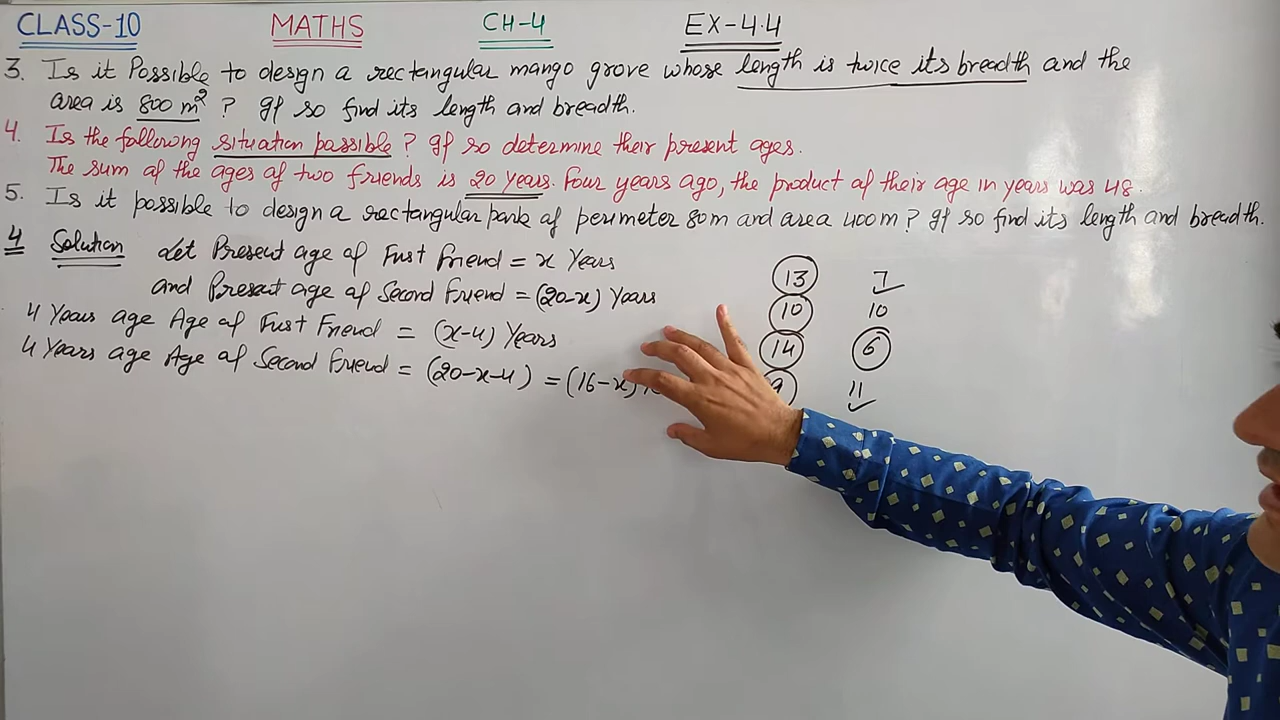 CLASS-10 MATHS CH-4 EX-4.4
3. Is it Possible to design a rectangular mango grove whose length is twice its breadth and the
area is 800 m² ? If so find its length and breadth.
4. Is the following situation possible ? If so determine their present ages.
The sum of the ages of two friends is 20 years. Four years ago, the product of their age in years was 48.
5. Is it possible to design a rectangular park of perimeter 80m and area 400m ? If so find its length and breadth.
4 Solution Let Present age of First Friend = x Years
and Present age of Second Friend = (20-x) Years
4 Years age Age of First Friend = (x-4) Years
4 Years age Age of Second Friend = (20-x-4) = (16-x)
13 7
10 10
14 6
9 11